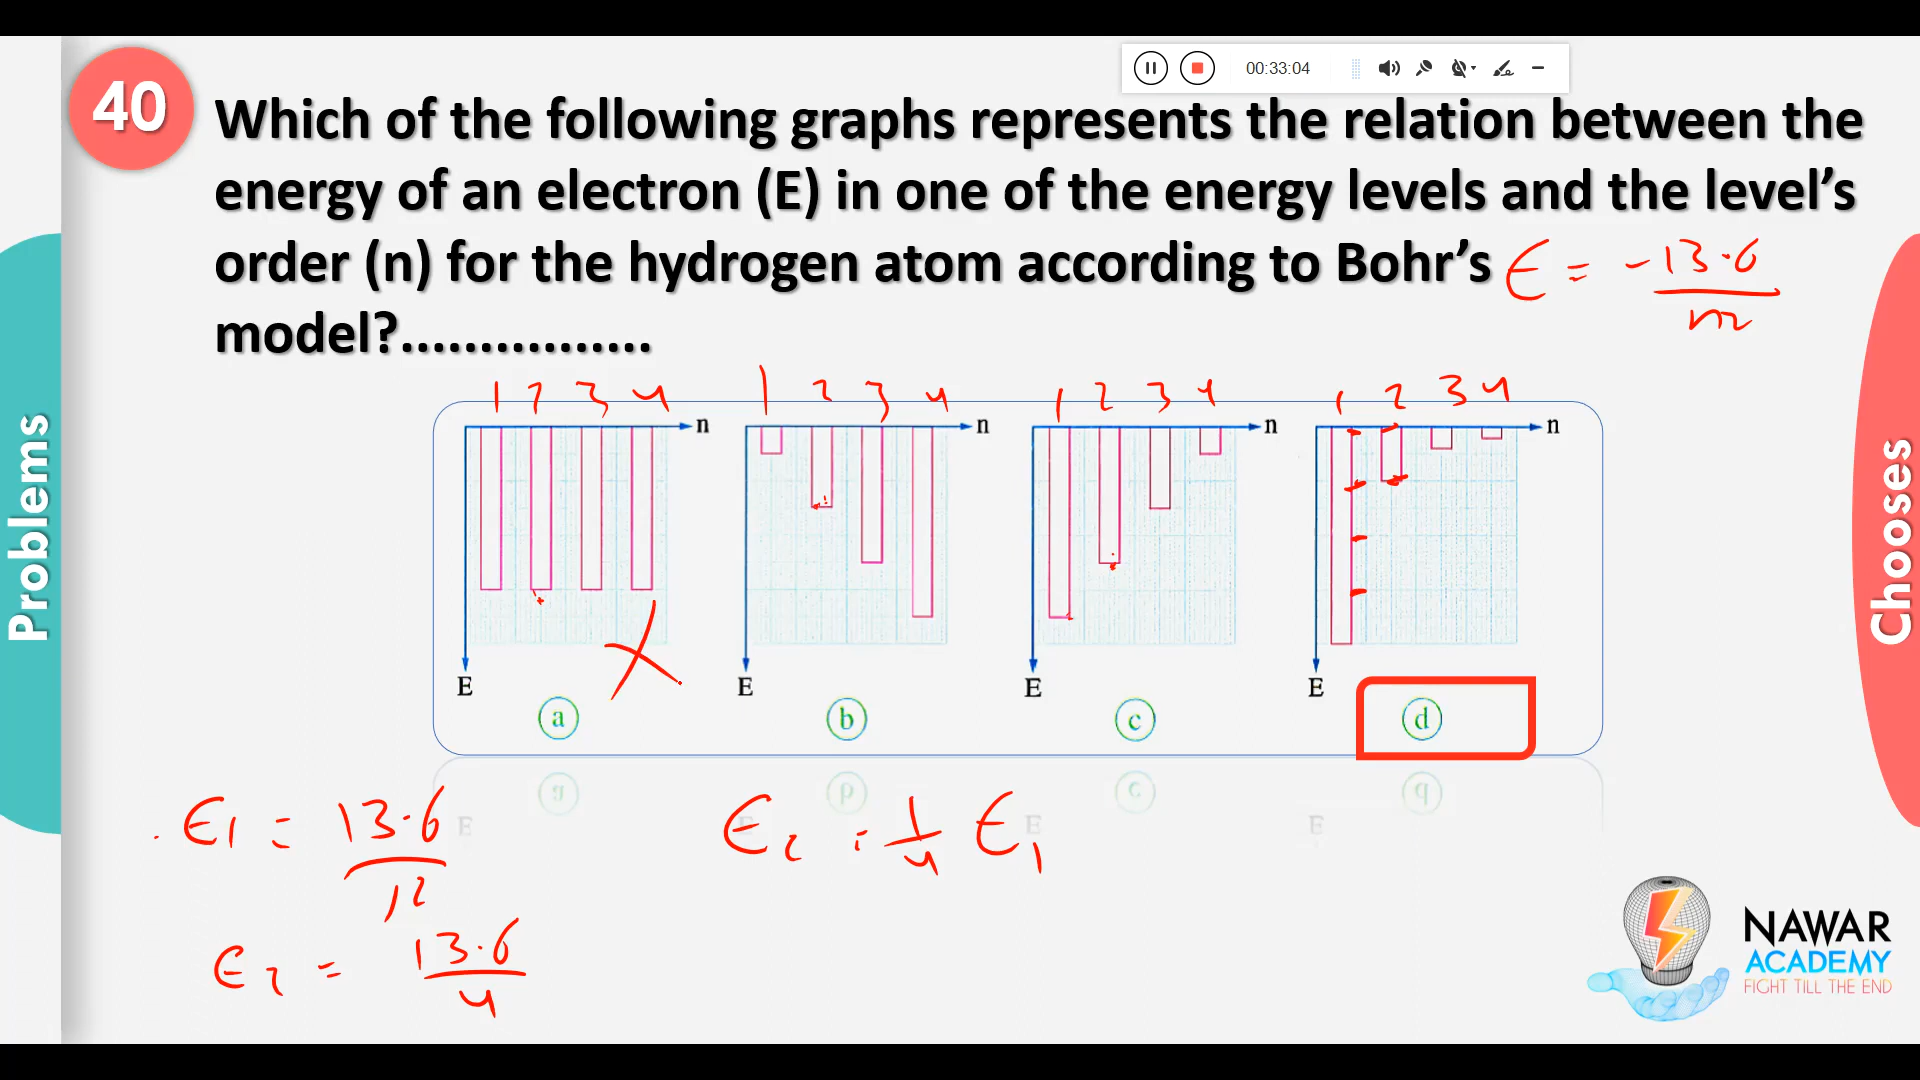 00:33:04
40
Which of the following graphs represents the relation between the
energy of an electron (E) in one of the energy levels and the level's
order (n) for the hydrogen atom according to Bohr's
model?................
E = -13.6
n2
1 2 3 4
1 2 3 4
1 2 3 4
1 2 3 4
n
n
n
n
E
E
E
E
a
b
c
d
E1 = 13.6
12
E2 = 13.6
4
E2 = 1/4 E1
Problems
Chooses
NAWAR
ACADEMY
FIGHT TILL THE END